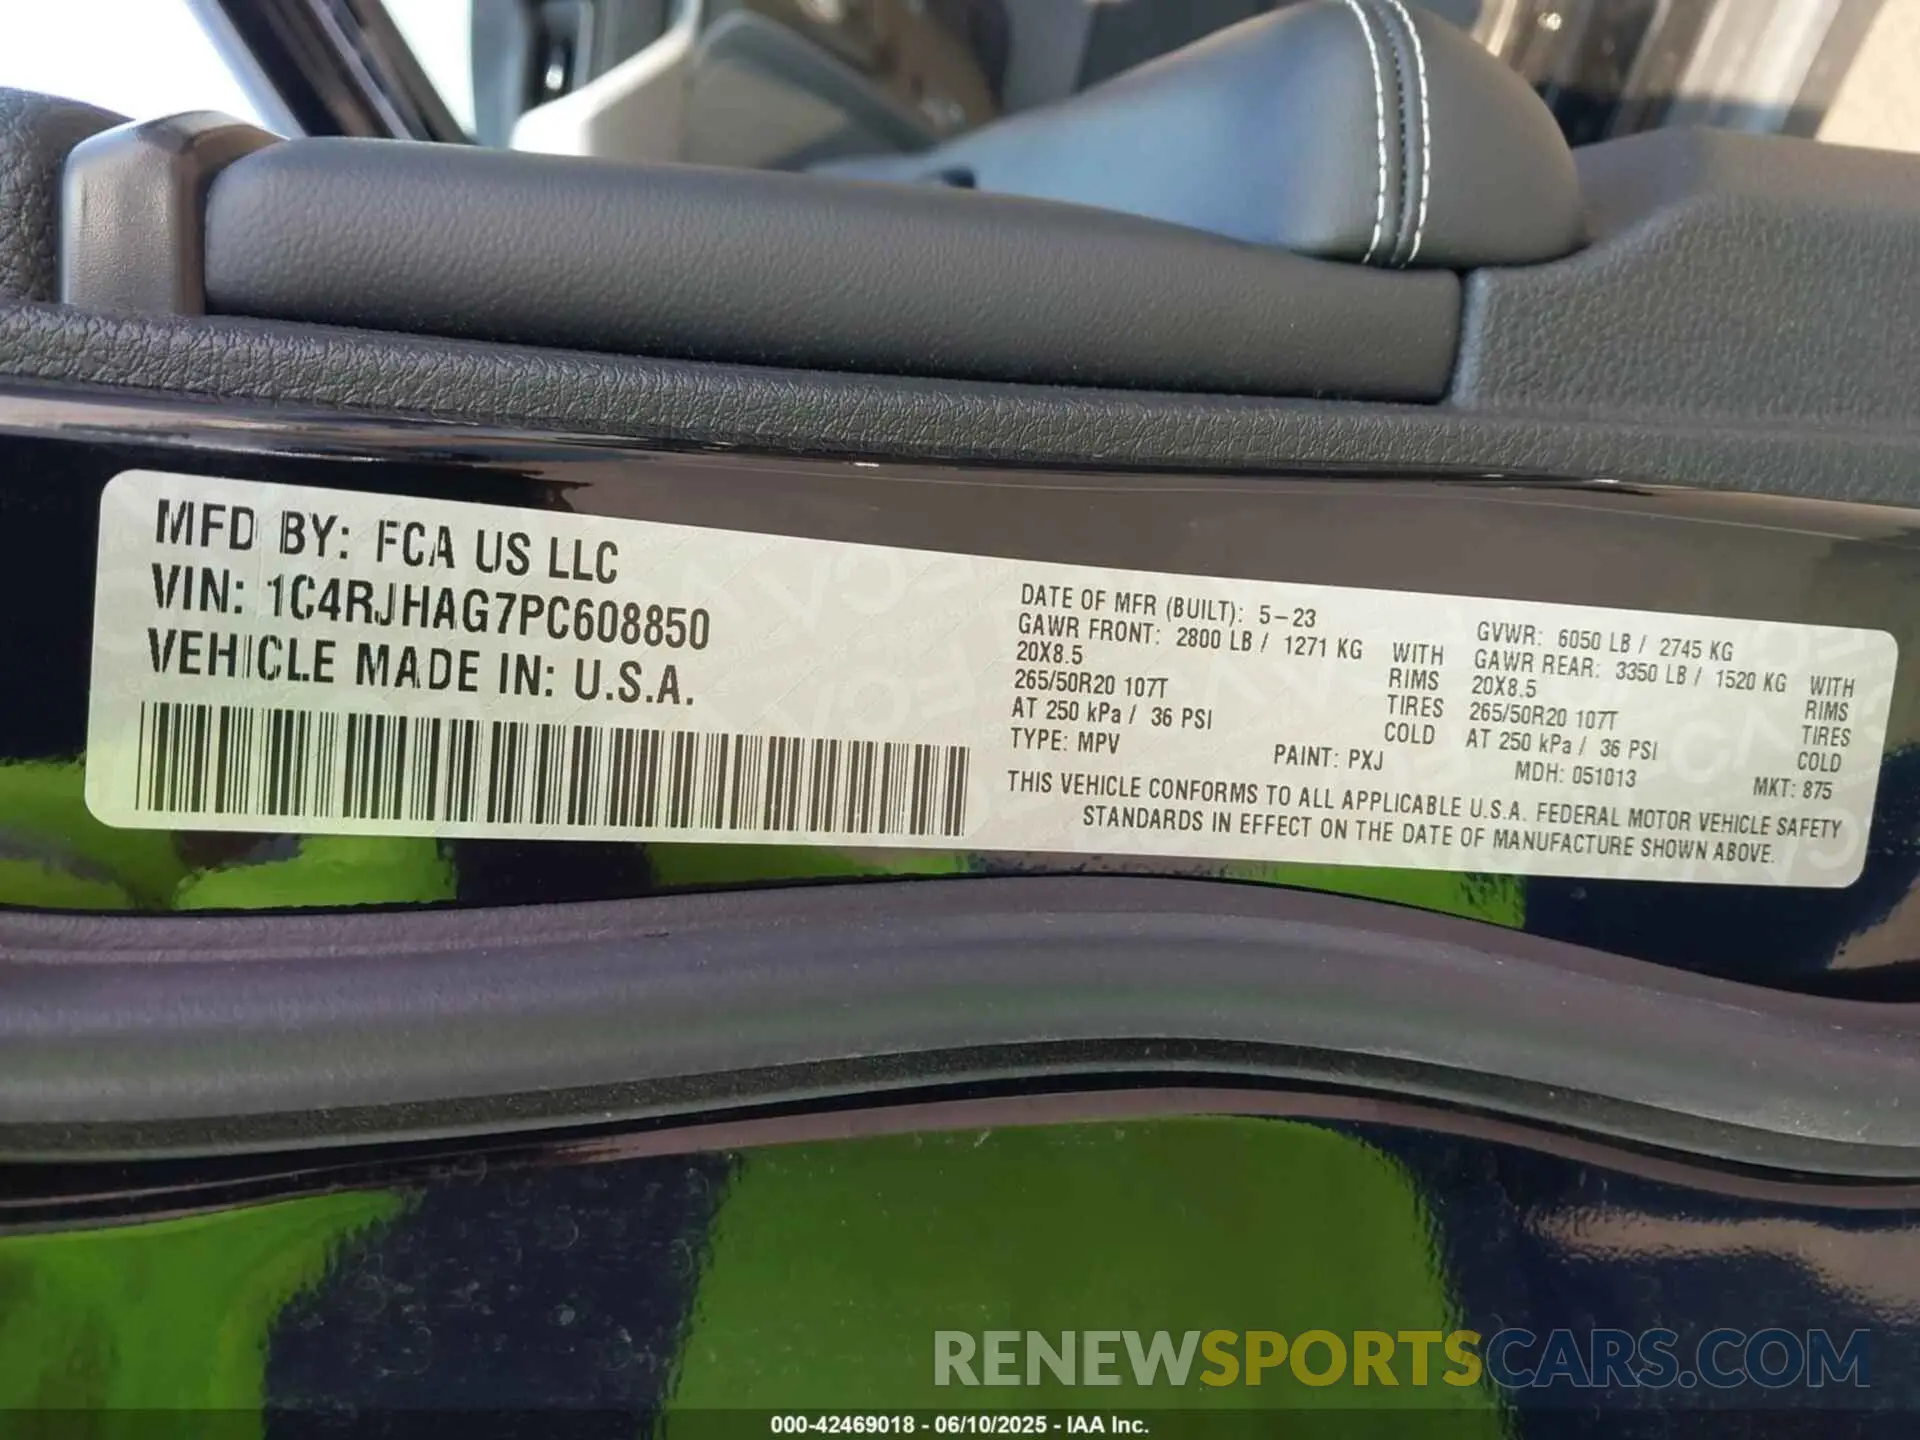 MFD BY: FCA US LLC
VIN: 1C4RJHAG7PC608850
VEHICLE MADE IN: U.S.A.
DATE OF MFR (BUILT): 5-23
GAWR FRONT: 2800 LB / 1271 KG WITH
20X8.5 RIMS
265/50R20 107T TIRES
AT 250 kPa / 36 PSI COLD
TYPE: MPV PAINT: PXJ
GVWR: 6050 LB / 2745 KG
GAWR REAR: 3350 LB / 1520 KG WITH
20X8.5 RIMS
265/50R20 107T TIRES
AT 250 kPa / 36 PSI COLD
MDH: 051013 MKT: 875
THIS VEHICLE CONFORMS TO ALL APPLICABLE U.S.A. FEDERAL MOTOR VEHICLE SAFETY
STANDARDS IN EFFECT ON THE DATE OF MANUFACTURE SHOWN ABOVE.
RENEWSPORTSCARS.COM
000-42469018 - 06/10/2025 - IAA Inc.